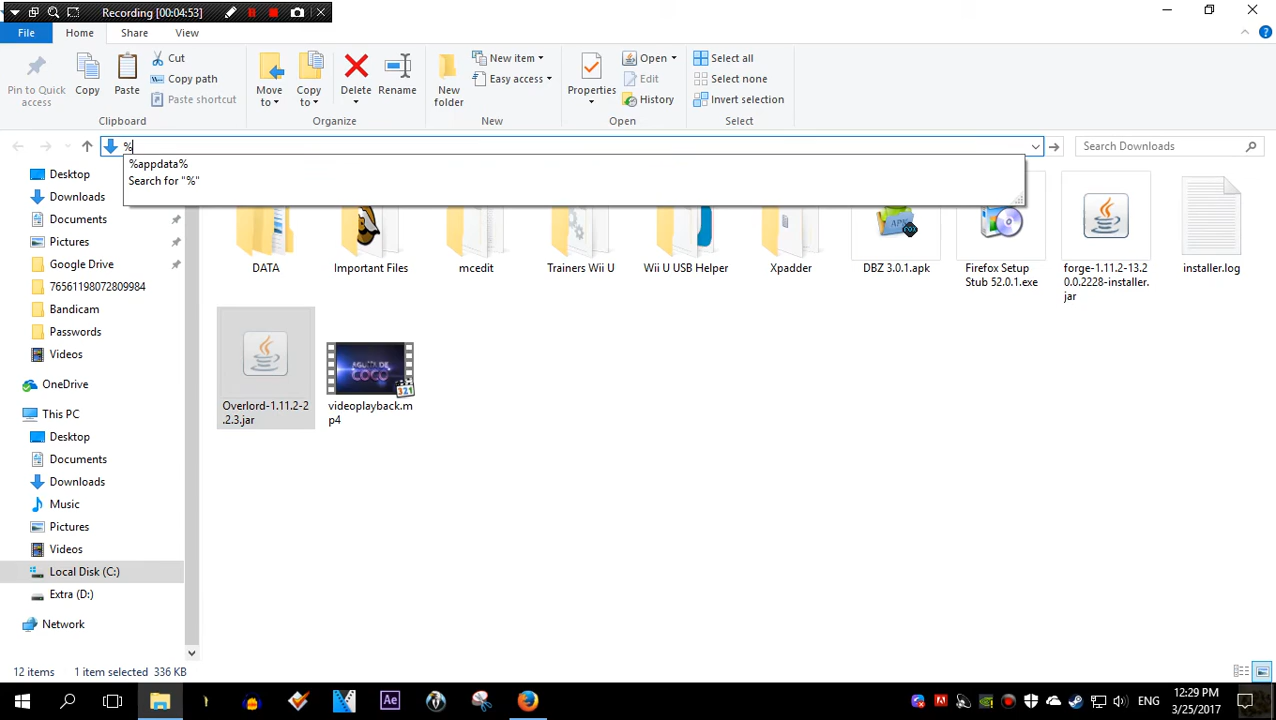 Recording [00:04:53]
File Home Share View
Pin to Quick access
Copy
Paste
Cut
Copy path
Paste shortcut
Clipboard
Move to
Copy to
Delete
Rename
Organize
New folder
New item
Easy access
New
Properties
Open
Edit
History
Open
Select all
Select none
Invert selection
Select
%
Search Downloads
%appdata%
Search for "%"
Desktop
Downloads
Documents
Pictures
Google Drive
76561198072809984
Bandicam
Passwords
Videos
OneDrive
This PC
Desktop
Documents
Downloads
Music
Pictures
Videos
Local Disk (C:)
Extra (D:)
Network
DATA
Important Files
mcedit
Trainers Wii U
Wii U USB Helper
Xpadder
APK
DBZ 3.0.1.apk
Firefox Setup
Stub 52.0.1.exe
forge-1.11.2-13.2
0.0.2228-installer.
jar
installer.log
Overlord-1.11.2-2
.2.3.jar
COCO
321
videoplayback.m
p4
12 items 1 item selected 336 KB
Ae
12:29 PM
3/25/2017